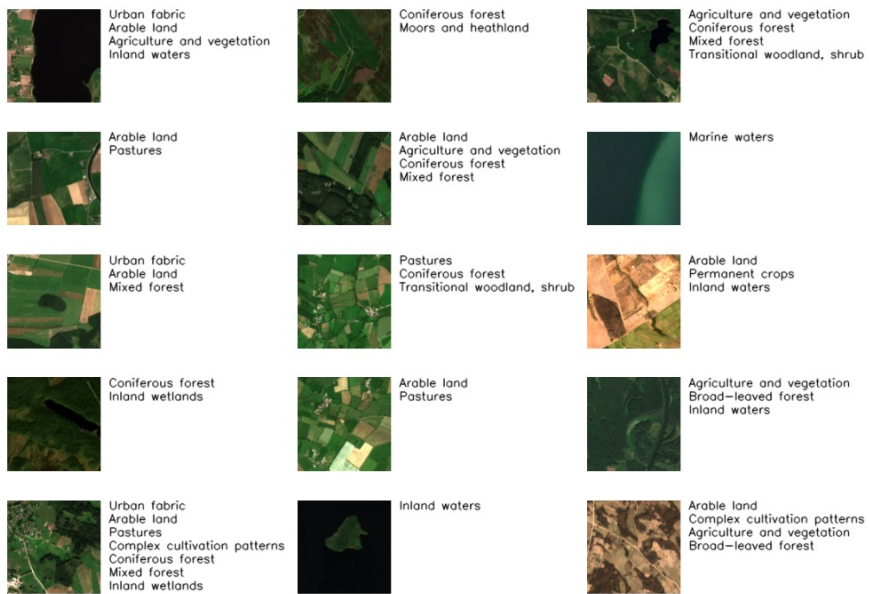 Urban fabric
Arable land
Agriculture and vegetation
Inland waters
Coniferous forest
Moors and heathland
Agriculture and vegetation
Coniferous forest
Mixed forest
Transitional woodland, shrub
Arable land
Pastures
Arable land
Agriculture and vegetation
Coniferous forest
Mixed forest
Marine waters
Urban fabric
Arable land
Mixed forest
Pastures
Coniferous forest
Transitional woodland, shrub
Arable land
Permanent crops
Inland waters
Coniferous forest
Inland wetlands
Arable land
Pastures
Agriculture and vegetation
Broad-leaved forest
Inland waters
Urban fabric
Arable land
Pastures
Complex cultivation patterns
Coniferous forest
Mixed forest
Inland wetlands
Inland waters
Arable land
Complex cultivation patterns
Agriculture and vegetation
Broad-leaved forest